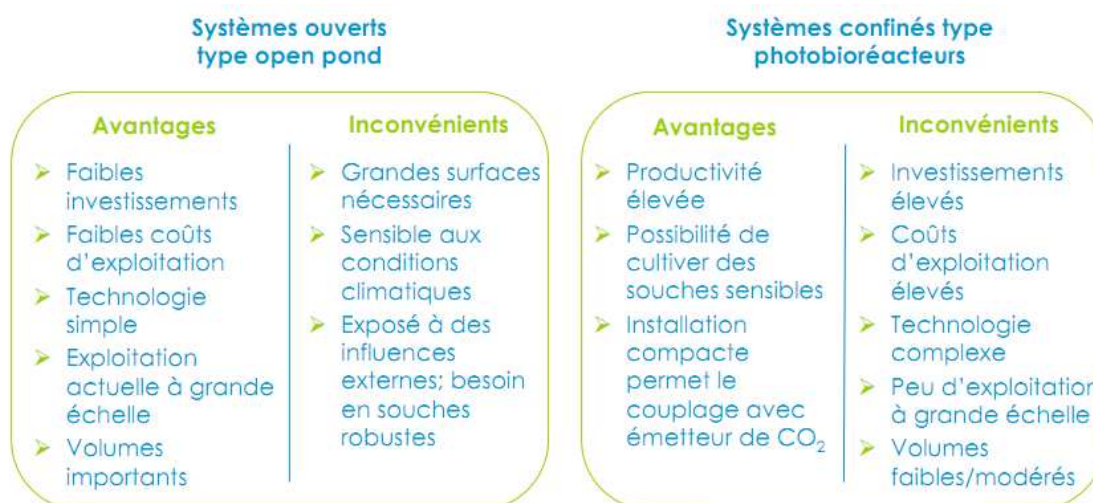 Systèmes ouverts
type open pond
Avantages
➢ Faibles
investissements
➢ Faibles coûts
d'exploitation
➢ Technologie
simple
➢ Exploitation
actuelle à grande
échelle
➢ Volumes
importants
Inconvénients
➢ Grandes surfaces
nécessaires
➢ Sensible aux
conditions
climatiques
➢ Exposé à des
influences
externes; besoin
en souches
robustes
Systèmes confinés type
photobioréacteurs
Avantages
➢ Productivité
élevée
➢ Possibilité de
cultiver des
souches sensibles
➢ Installation
compacte
permet le
couplage avec
émetteur de CO₂
Inconvénients
➢ Investissements
élevés
➢ Coûts
d'exploitation
élevés
➢ Technologie
complexe
➢ Peu d'exploitation
à grande échelle
➢ Volumes
faibles/modérés